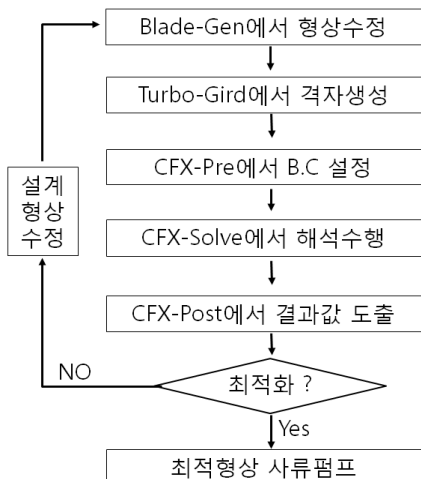 Blade-Gen에서 형상수정
Turbo-Gird에서 격자생성
CFX-Pre에서 B.C 설정
설계
형상
수정
CFX-Solve에서 해석수행
CFX-Post에서 결과값 도출
NO
최적화 ?
Yes
최적형상 사류펌프